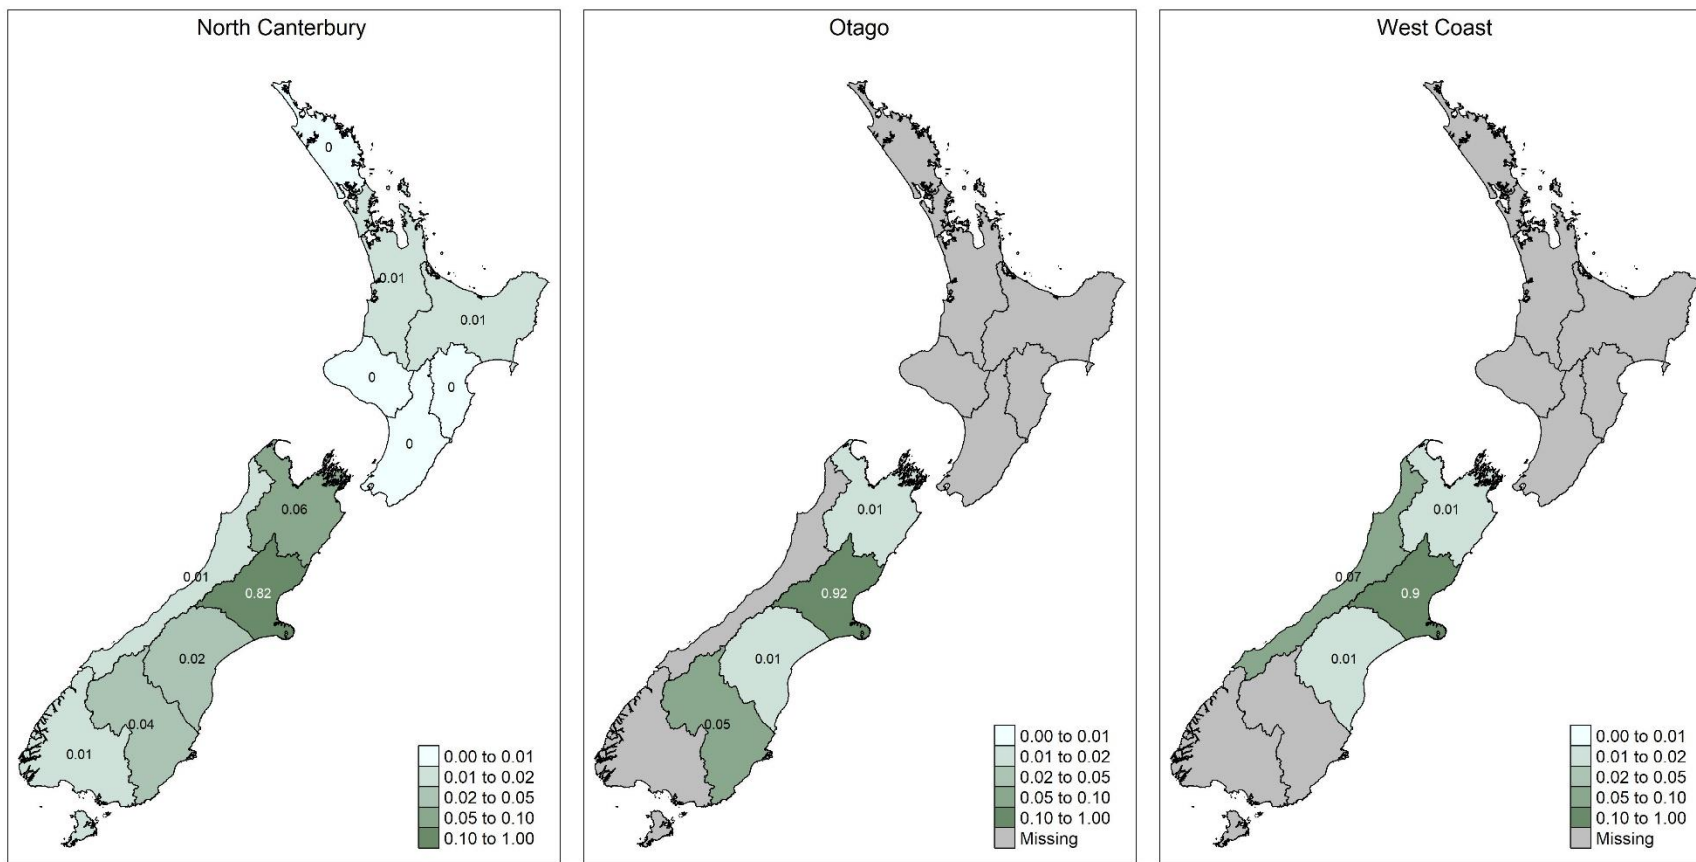 North Canterbury
0
0.01
0.01
0
0
0
0.06
0.01
0.82
0.02
0.04
0.01
0.00 to 0.01
0.01 to 0.02
0.02 to 0.05
0.05 to 0.10
0.10 to 1.00
Otago
0.01
0.92
0.01
0.05
0.00 to 0.01
0.01 to 0.02
0.02 to 0.05
0.05 to 0.10
0.10 to 1.00
Missing
West Coast
0.01
0.07
0.9
0.01
0.00 to 0.01
0.01 to 0.02
0.02 to 0.05
0.05 to 0.10
0.10 to 1.00
Missing